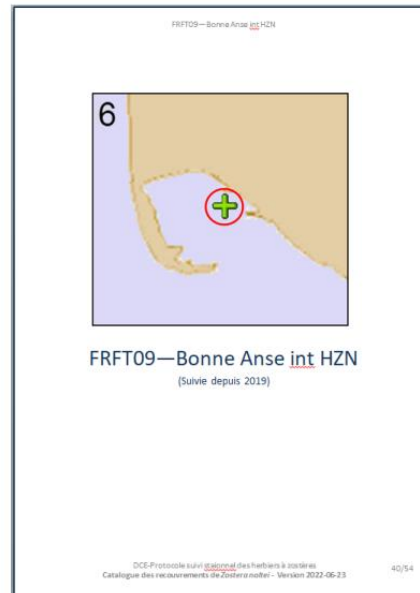 FRFT09—Bonne Anse int HZN
6
FRFT09—Bonne Anse int HZN
(Suivie depuis 2019)
DCE-Protocole suivi stationnel des herbiers à zostères
40/54
Catalogue des recouvrements de Zostera noltei - Version 2022-06-23